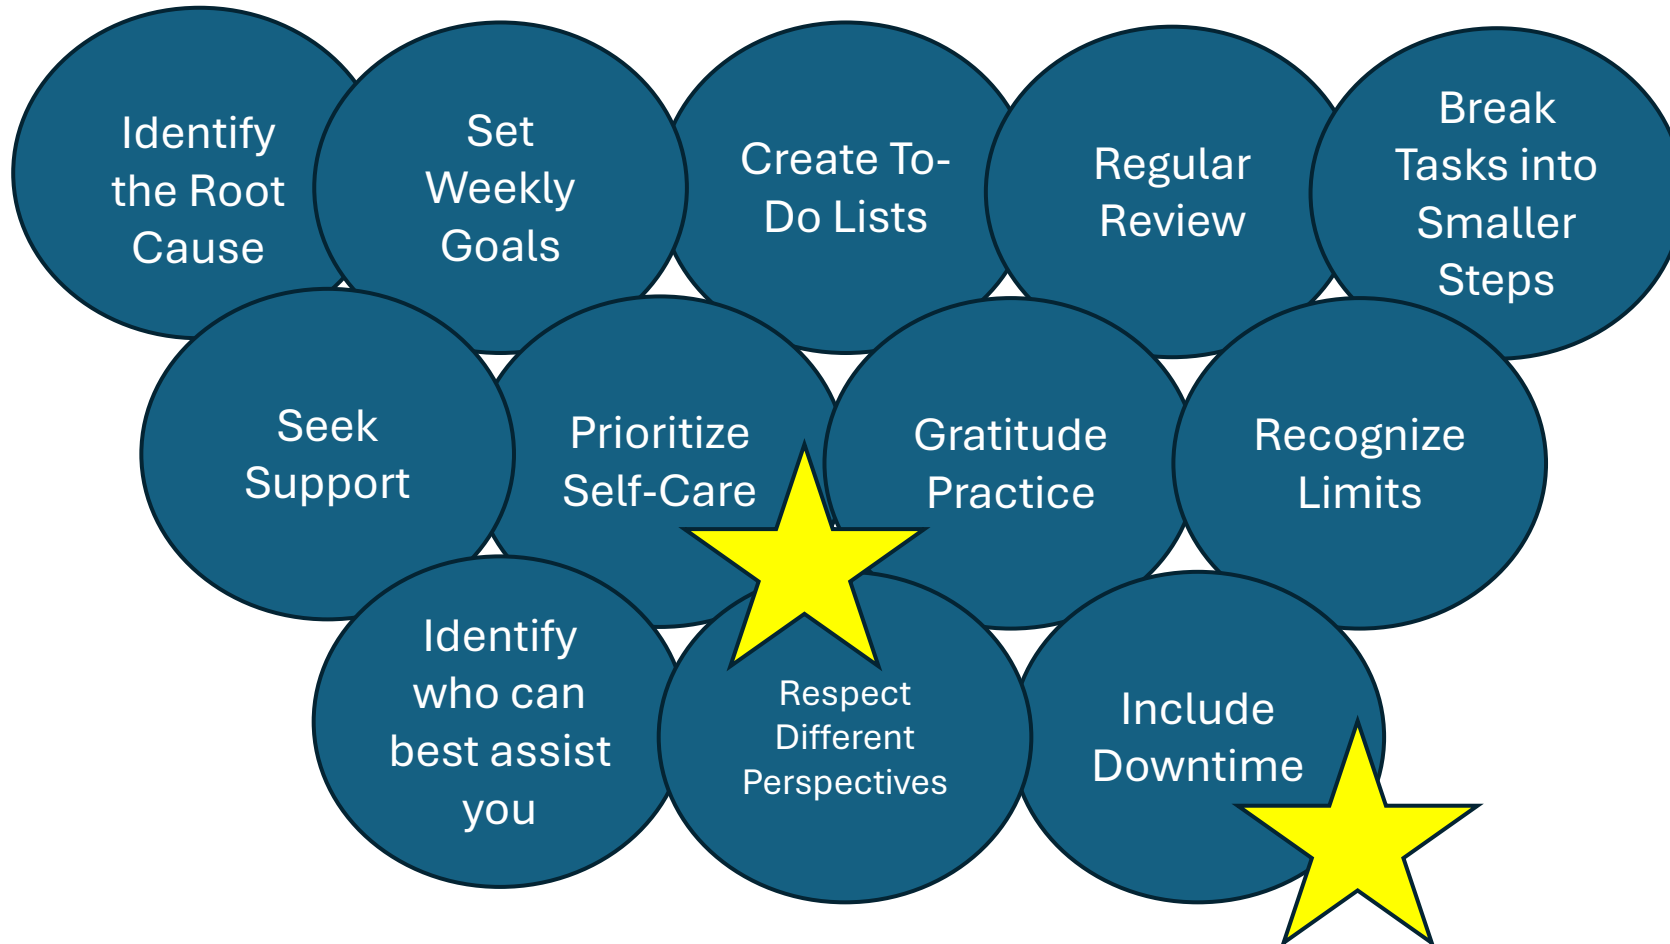 Identify
the Root
Cause
Set
Weekly
Goals
Create To-
Do Lists
Regular
Review
Break
Tasks into
Smaller
Steps
Seek
Support
Prioritize
Self-Care
Gratitude
Practice
Recognize
Limits
Identify
who can
best assist
you
Respect
Different
Perspectives
Include
Downtime